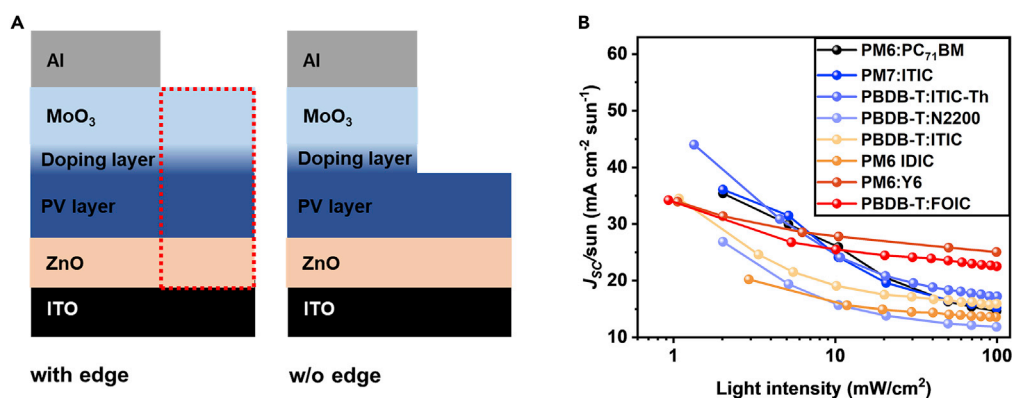 A
Al
MoO₃
Doping layer
PV layer
ZnO
ITO
with edge
Al
MoO₃
Doping layer
PV layer
ZnO
ITO
w/o edge
B
60
50
40
30
20
10
J_SC/sun (mA cm⁻² sun⁻¹)
PM6:PC₇₁BM
PM7:ITIC
PBDB-T:ITIC-Th
PBDB-T:N2200
PBDB-T:ITIC
PM6 IDIC
PM6:Y6
PBDB-T:FOIC
1
10
100
Light intensity (mW/cm²)